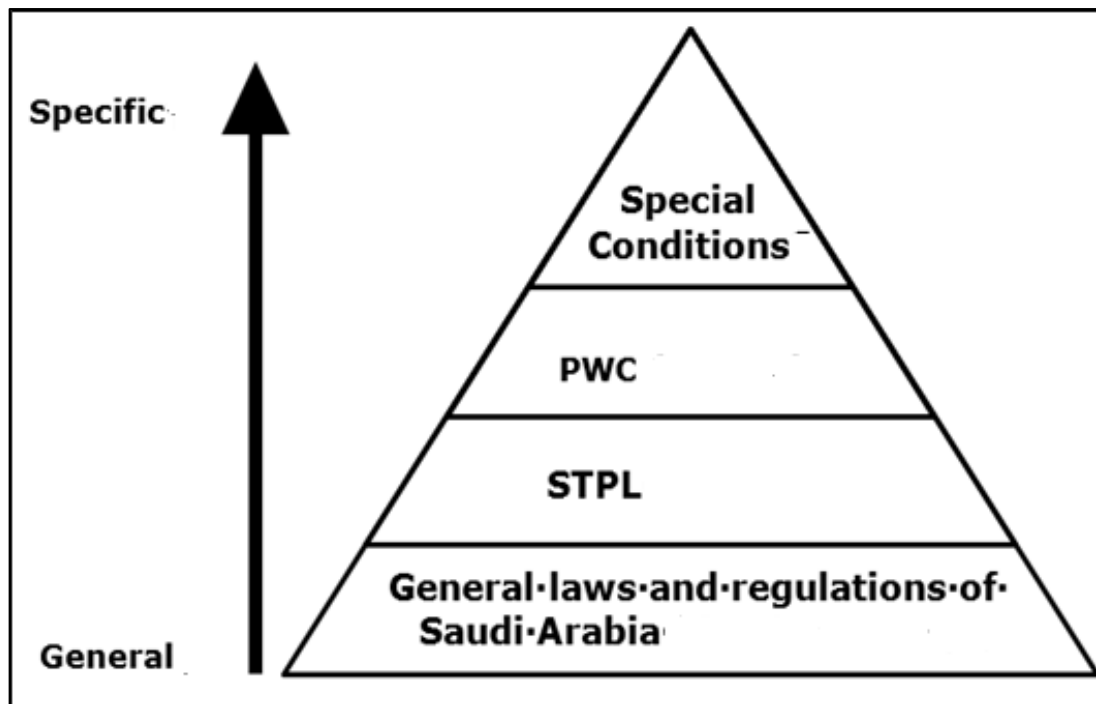 Specific
Special
Conditions
PWC
STPL
General·laws·and·regulations·of·
Saudi·Arabia
General